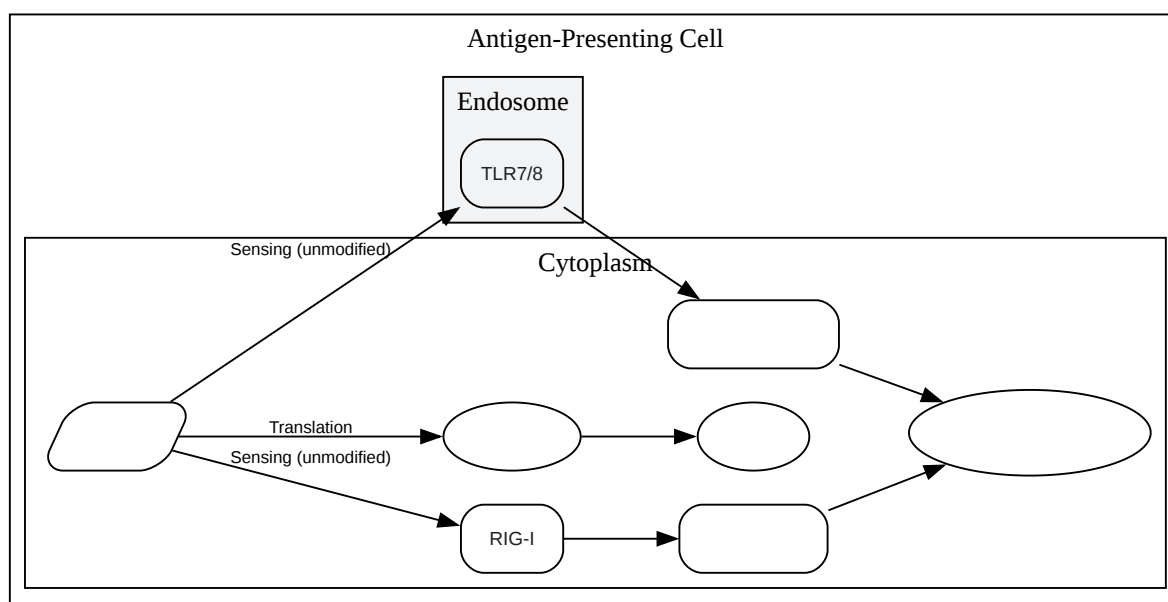 Antigen-Presenting Cell
Endosome
TLR7/8
Sensing (unmodified)
Cytoplasm
Translation
Sensing (unmodified)
RIG-I